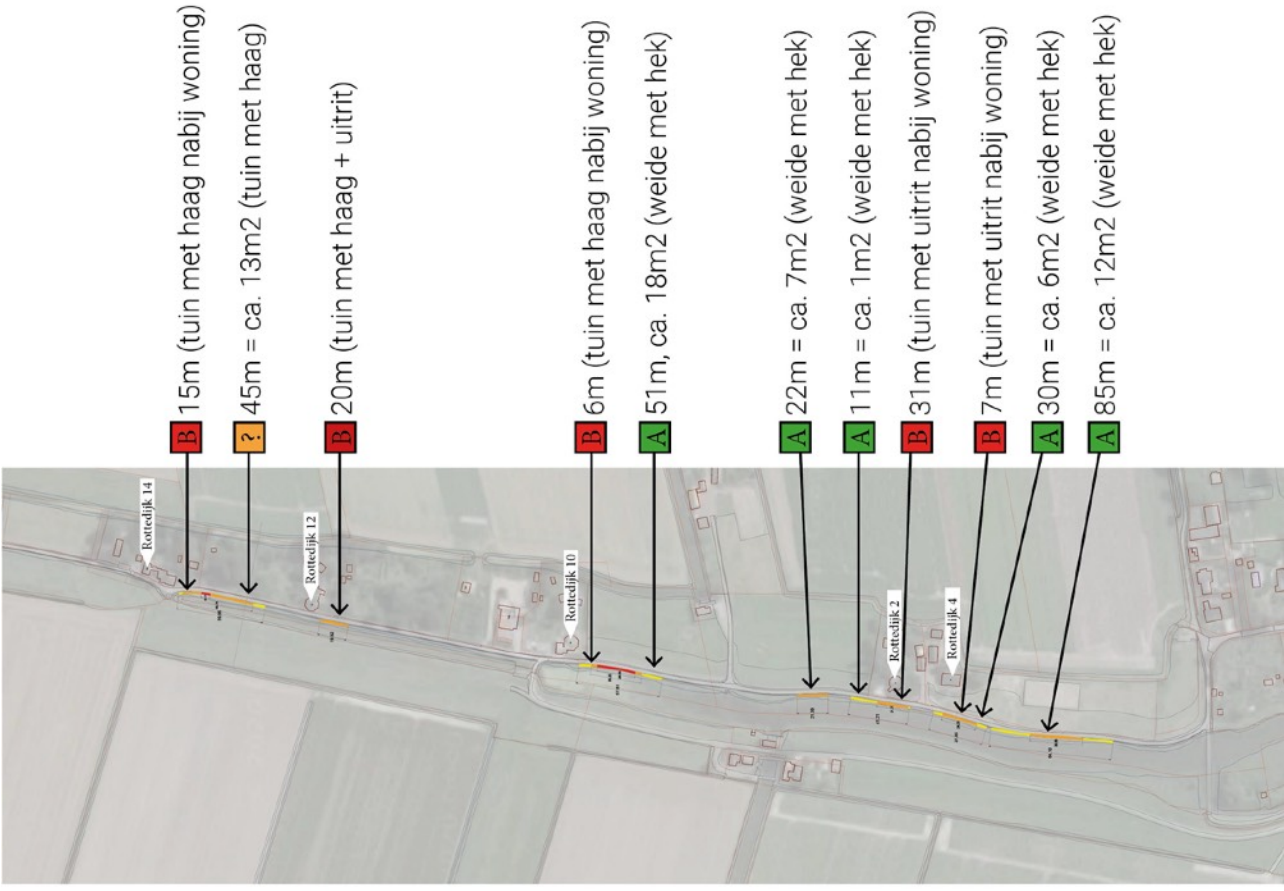 B 15m (tuin met haag nabij woning)
? 45m = ca. 13m2 (tuin met haag)
B 20m (tuin met haag + uitrit)
B 6m (tuin met haag nabij woning)
A 51m, ca. 18m2 (weide met hek)
A 22m = ca. 7m2 (weide met hek)
A 11m = ca. 1m2 (weide met hek)
B 31m (tuin met uitrit nabij woning)
B 7m (tuin met uitrit nabij woning)
A 30m = ca. 6m2 (weide met hek)
A 85m = ca. 12m2 (weide met hek)
Rottedijk 14
Rottedijk 12
Rottedijk 10
Rottedijk 2
Rottedijk 4